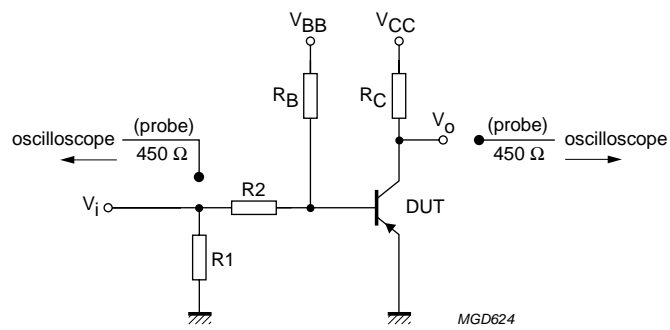 VBB
VCC
RB
RC
Vo
(probe)
450 Ω
oscilloscope
(probe)
450 Ω
oscilloscope
Vi
R2
DUT
R1
MGD624